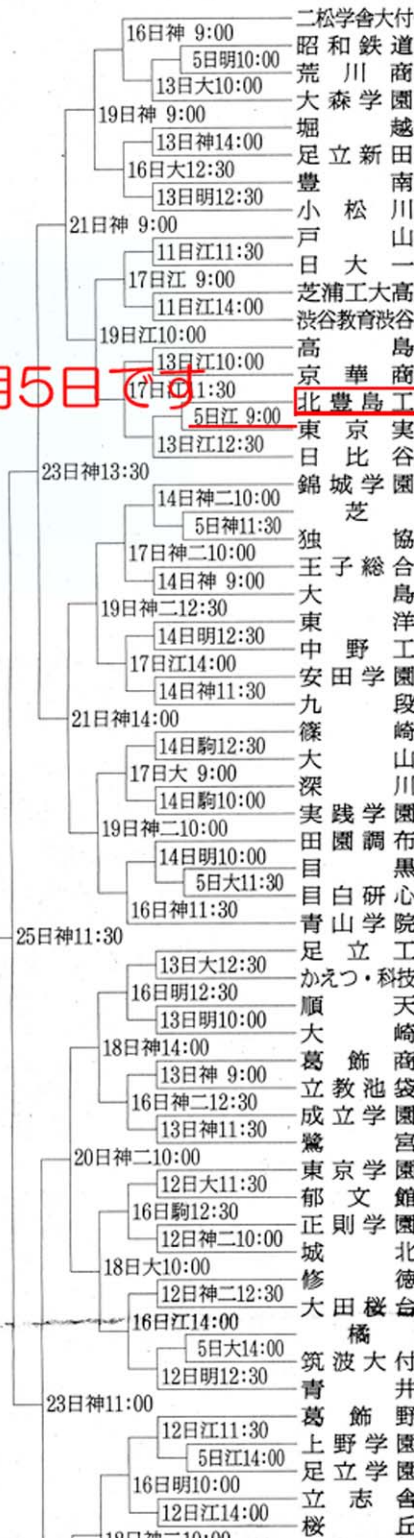 二松学舎大付
16日神 9:00
昭和鉄道
5日明10:00
荒川商
13日大10:00
大森学園
19日神 9:00
堀越
13日神14:00
足立新田
16日大12:30
豊南
13日明12:30
小松川
21日神 9:00
戸山
11日江11:30
日大一
17日江 9:00
芝浦工大高
11日江14:00
渋谷教育渋谷
19日江10:00
高島
13日江10:00
京華商
月5日です
17日江11:30
北豊島工
5日江 9:00
東京実
13日江12:30
日比谷
23日神13:30
錦城学園
14日神二10:00
芝
5日神11:30
独協
17日神二10:00
王子総合
14日神 9:00
大島
19日神二12:30
東洋
14日明12:30
中野工
17日江14:00
安田学園
14日神11:30
九段
21日神14:00
篠崎
14日駒12:30
大山
17日大 9:00
深川
14日駒10:00
実践学園
19日神二10:00
田園調布
14日明10:00
目黒
5日大11:30
目白研心
16日神11:30
青山学院
25日神11:30
足立工
13日大12:30
かえつ・科技
16日明12:30
順天
13日明10:00
大崎
18日神14:00
葛飾商
13日神 9:00
立教池袋
16日神二12:30
成立学園
13日神11:30
鷺宮
20日神二10:00
東京学園
12日大11:30
郁文館
16日駒12:30
正則学園
12日神二10:00
城北
18日大10:00
修徳
12日神二12:30
大田桜台
16日江14:00
橘
5日大14:00
筑波大付
12日明12:30
青井
23日神11:00
葛飾野
12日江11:30
上野学園
5日江14:00
足立学園
16日明10:00
立志舎
12日江14:00
桜丘
18日神二10:00